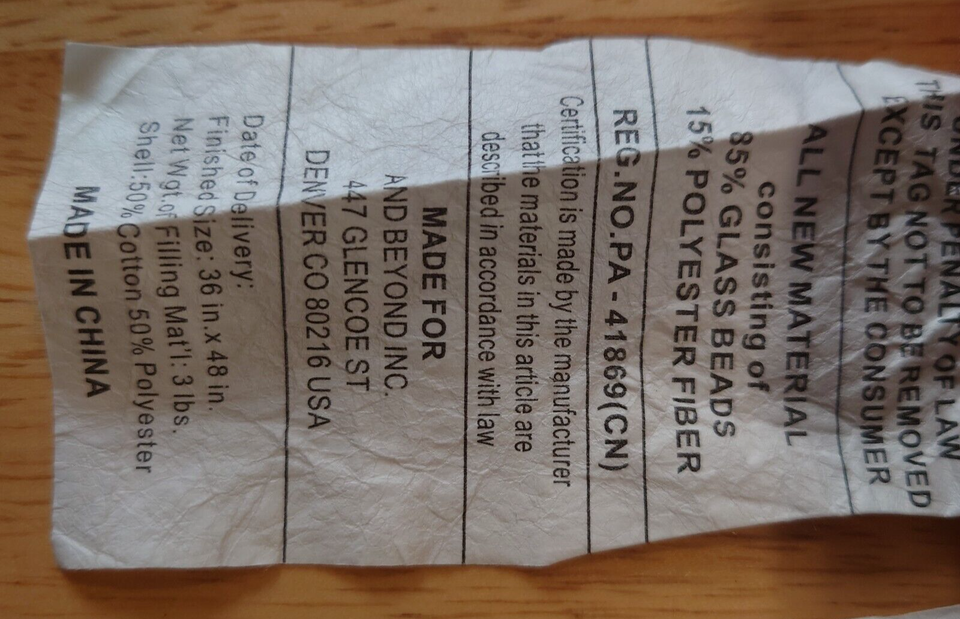 UNDER PENALTY OF LAW
THIS TAG NOT TO BE REMOVED
EXCEPT BY THE CONSUMER
ALL NEW MATERIAL
consisting of
85% GLASS BEADS
15% POLYESTER FIBER
REG.NO.PA-41869(CN)
Certification is made by the manufacturer
that the materials in this article are
described in accordance with law
MADE FOR
AND BEYOND INC.
447 GLENCOE ST
DENVER CO 80216 USA
Date of Delivery:
Finished Size: 36 in.x 48 in.
Net Wgt.of Filling Mat'l: 3 lbs.
Shell:50% Cotton 50% Polyester
MADE IN CHINA